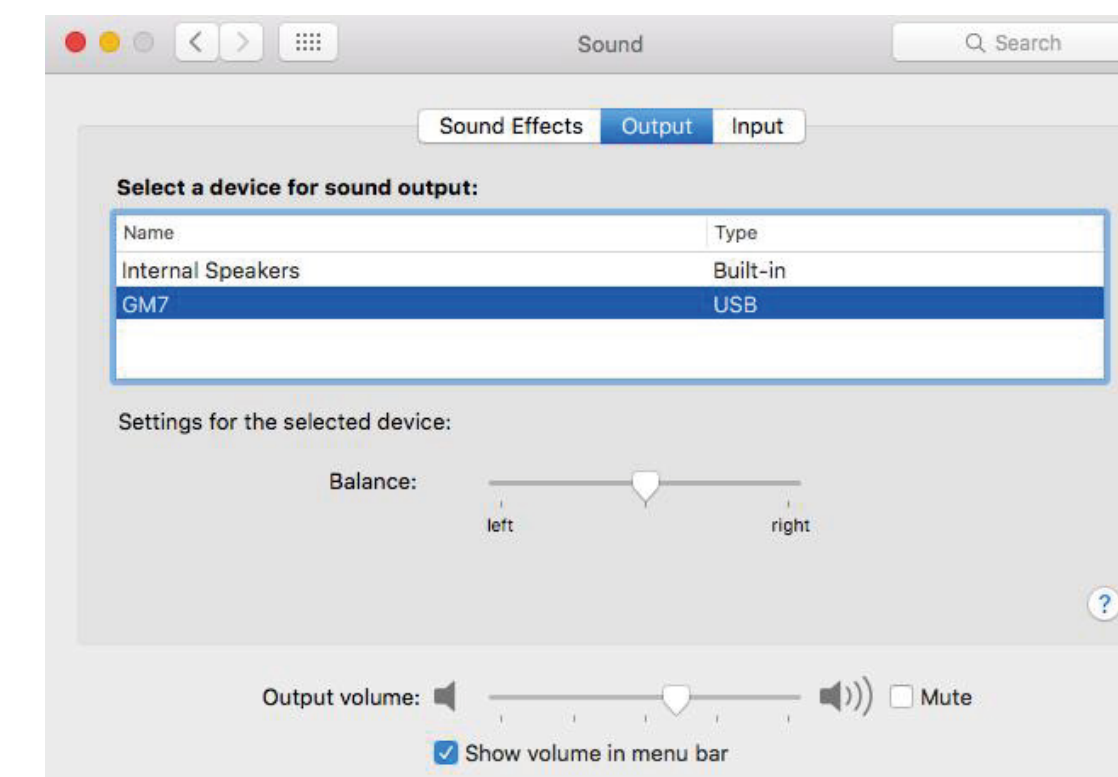 Sound
Search
Sound Effects Output Input
Select a device for sound output:
Name Type
Internal Speakers Built-in
GM7 USB
Settings for the selected device:
Balance:
left right
?
Output volume: Mute
Show volume in menu bar